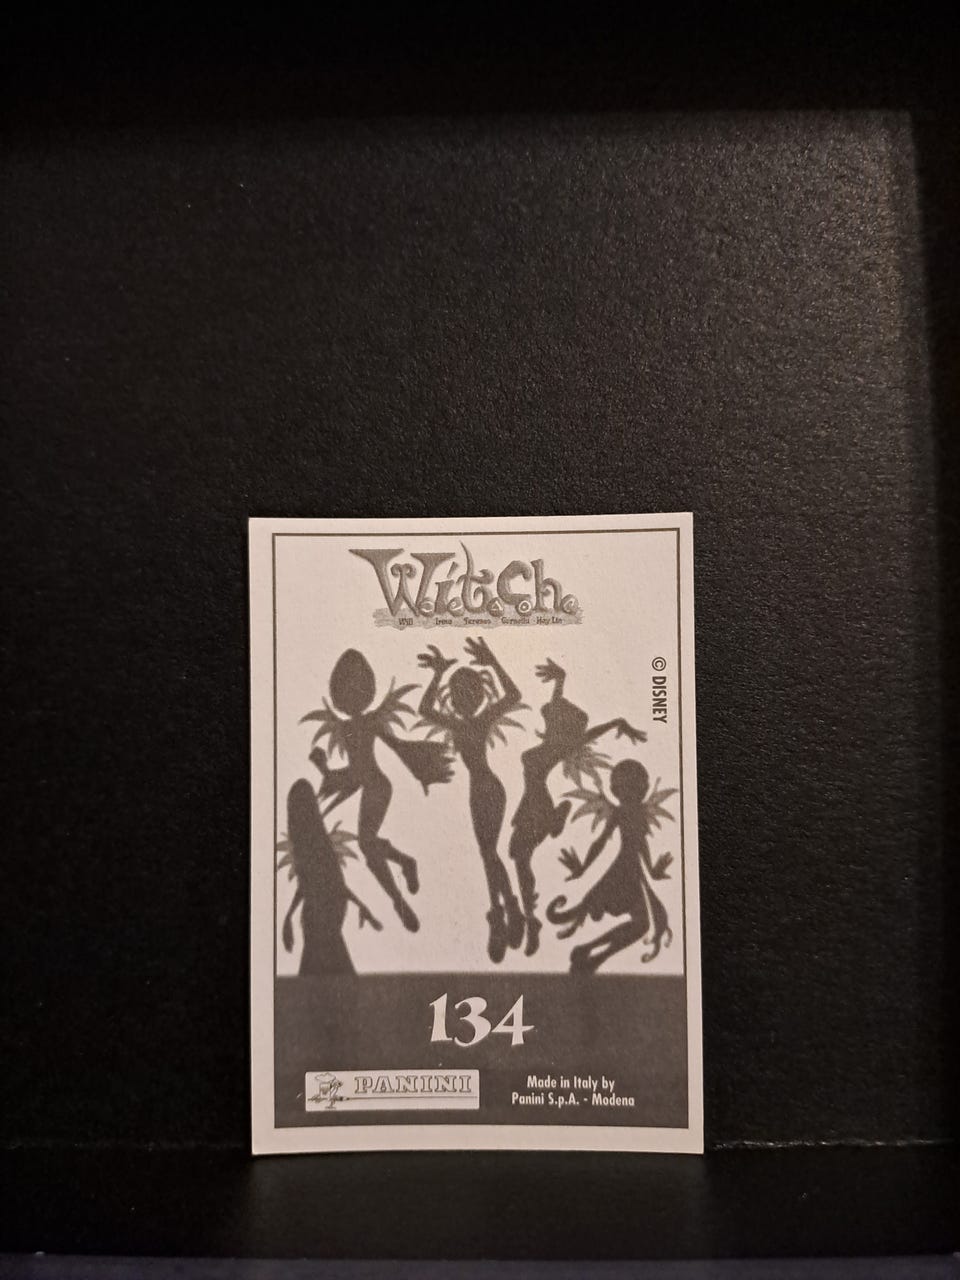 W.i.t.c.h.
Will Irma Taranee Cornelia Hay Lin
© DISNEY
134
PANINI
Made in Italy by
Panini S.p.A. - Modena